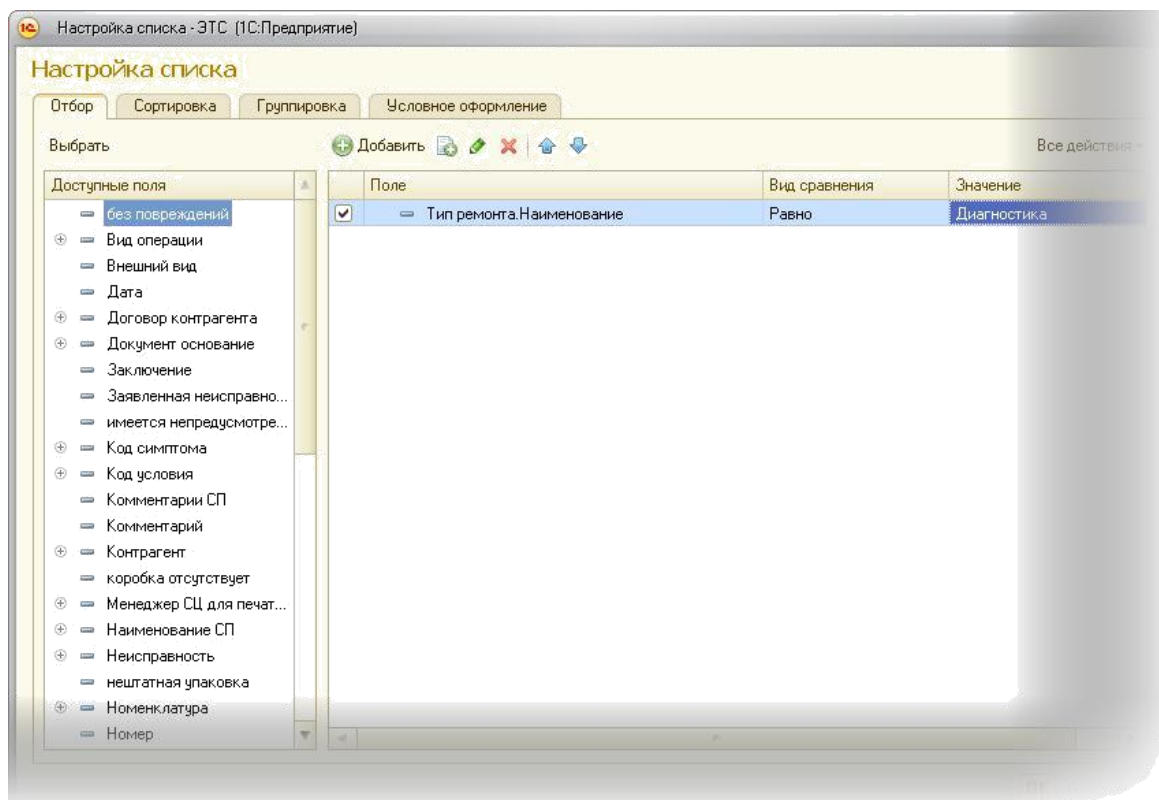 Настройка списка - ЭТС (1С:Предприятие)
Настройка списка
Отбор Сортировка Группировка Условное оформление
Выбрать Добавить Все действия
Доступные поля Поле Вид сравнения Значение
без повреждений Тип ремонта.Наименование Равно Диагностика
Вид операции
Внешний вид
Дата
Договор контрагента
Документ основание
Заключение
Заявленная неисправно...
имеется непредусмотре...
Код симптома
Код условия
Комментарии СП
Комментарий
Контрагент
коробка отсутствует
Менеджер СЦ для печат...
Наименование СП
Неисправность
нештатная упаковка
Номенклатура
Номер